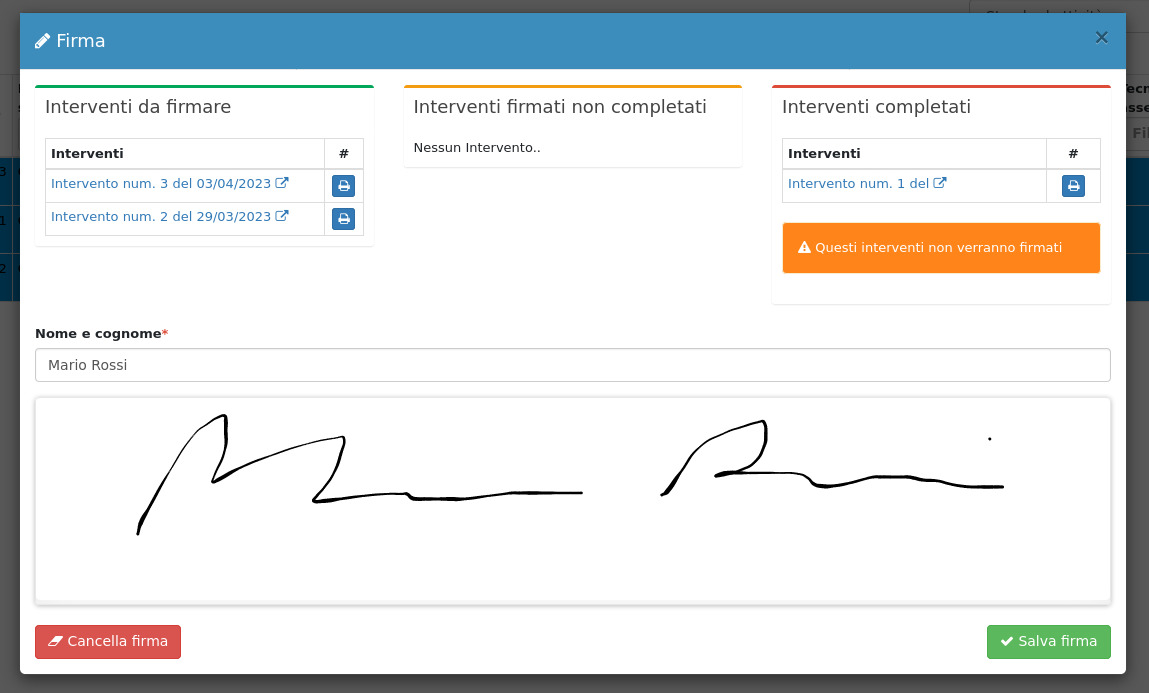 Firma
×
Interventi da firmare
Interventi
#
Intervento num. 3 del 03/04/2023
Intervento num. 2 del 29/03/2023
Interventi firmati non completati
Nessun Intervento..
Interventi completati
Interventi
#
Intervento num. 1 del
Questi interventi non verranno firmati
Nome e cognome*
Mario Rossi
Cancella firma
Salva firma